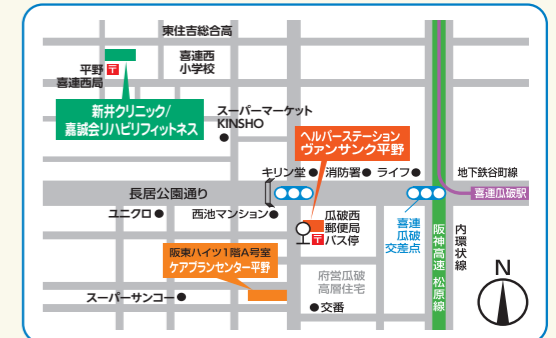 東住吉総合高
平野
喜連西局
喜連西
小学校
新井クリニック/
嘉誠会リハビリフィットネス
スーパーマーケット
KINSHO
ヘルパーステーション
ヴァンサンク平野
キリン堂
消防署
ライフ
地下鉄谷町線
長居公園通り
喜連瓜破駅
ユニクロ
西池マンション
瓜破西
郵便局
バス停
喜連
瓜破
交差点
阪神高速 松原線
内環状線
阪東ハイツ1階A号室
ケアプランセンター平野
府営瓜破
高層住宅
スーパーサンコー
交番
N